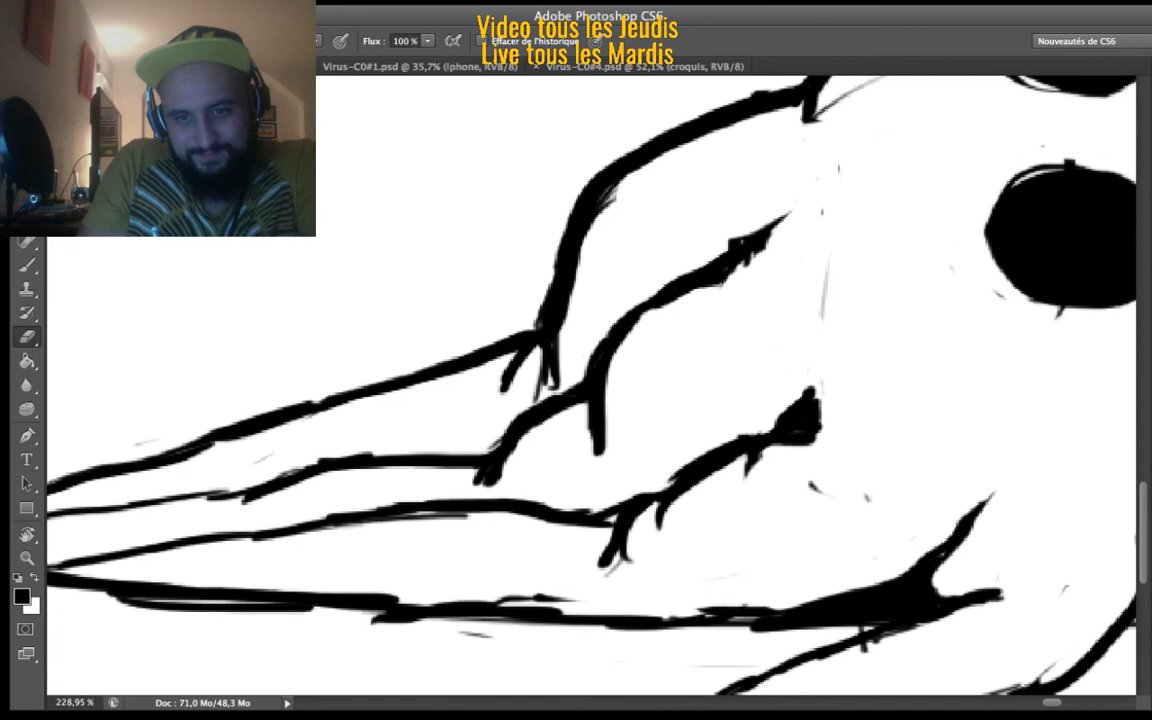 Adobe Photoshop CS6
Video tous les Jeudis
Live tous les Mardis
Flux : 100 %
Effacer de l'historique
Nouveautés de CS6
Virus-C0#1.psd @ 35,7% (Iphone, RVB/8)
Virus-C0#4.psd @ 52,1% (croquis, RVB/8)
T
228,95 %
Doc : 71,0 Mo/48,3 Mo